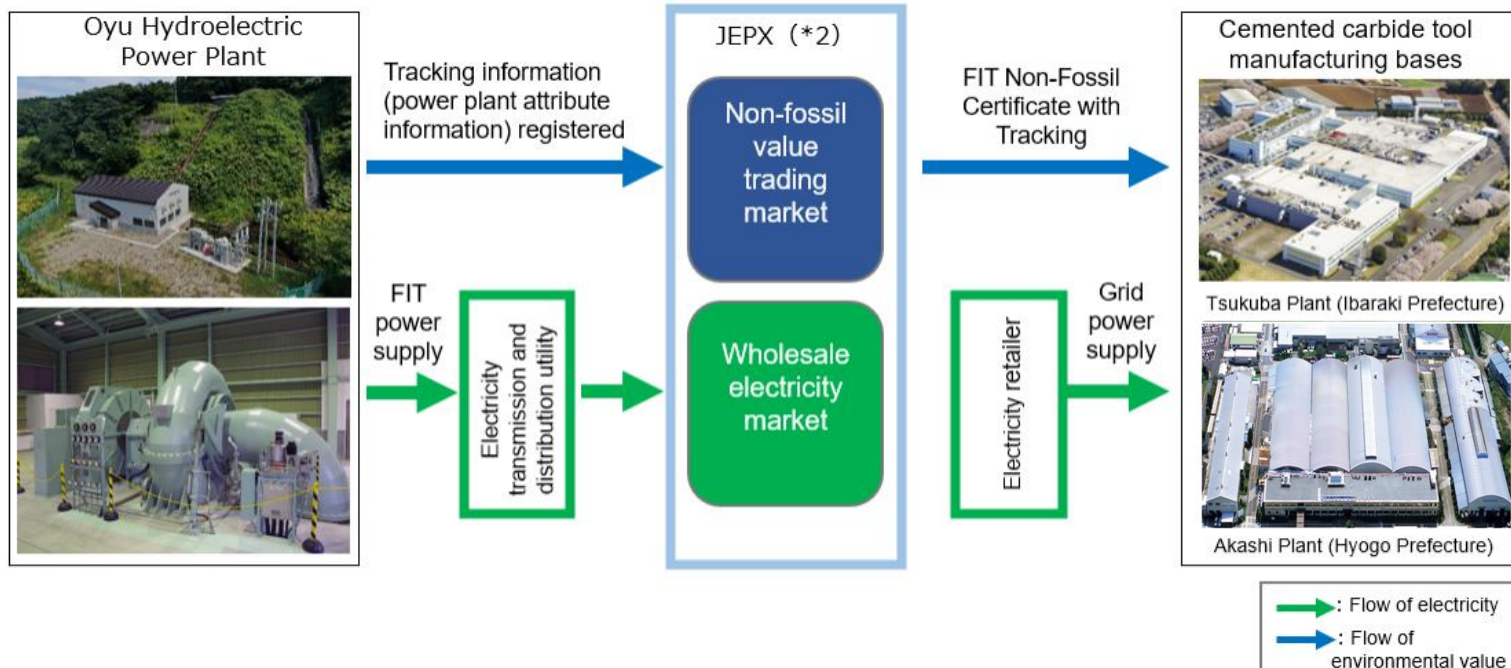 Oyu Hydroelectric
Power Plant
Tracking information
(power plant attribute
information) registered
FIT
power
supply
Electricity
transmission and
distribution utility
JEPX（*2）
Non-fossil
value
trading
market
Wholesale
electricity
market
FIT Non-Fossil
Certificate with
Tracking
Electricity retailer
Grid
power
supply
Cemented carbide tool
manufacturing bases
Tsukuba Plant (Ibaraki Prefecture)
Akashi Plant (Hyogo Prefecture)
: Flow of electricity
: Flow of
environmental value